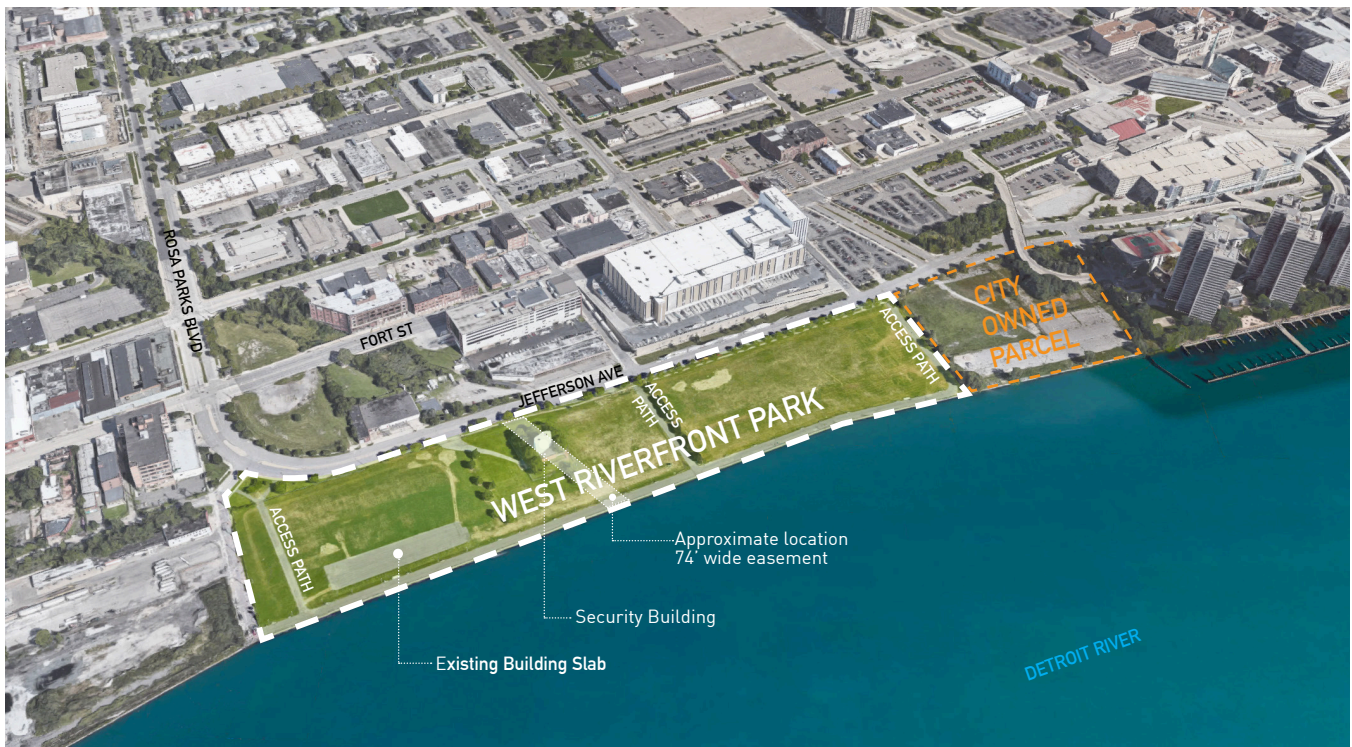 ROSA PARKS BLVD
FORT ST
JEFFERSON AVE
CITY
OWNED
PARCEL
ACCESS PATH
ACCESS
PATH
WEST RIVERFRONT PARK
ACCESS PATH
Approximate location
74' wide easement
Security Building
Existing Building Slab
DETROIT RIVER